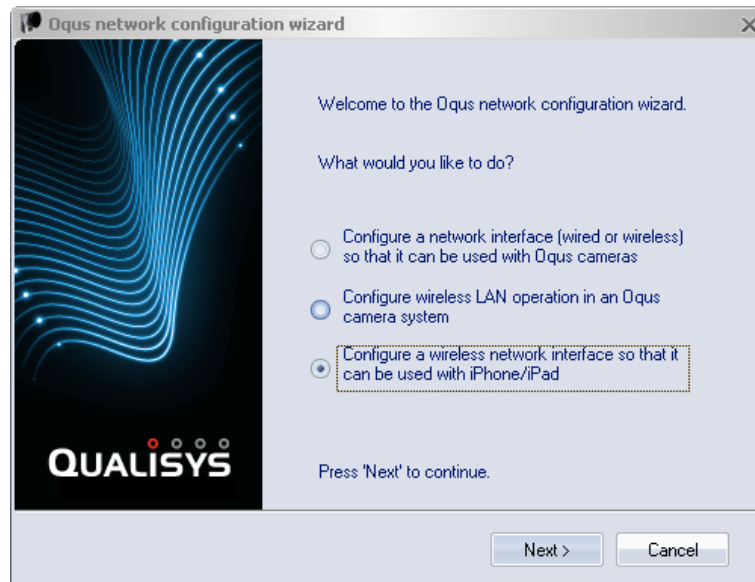 Oqus network configuration wizard
Welcome to the Oqus network configuration wizard.
What would you like to do?
Configure a network interface (wired or wireless)
so that it can be used with Oqus cameras
Configure wireless LAN operation in an Oqus
camera system
Configure a wireless network interface so that it
can be used with iPhone/iPad
QUALISYS
Press 'Next' to continue.
Next >
Cancel